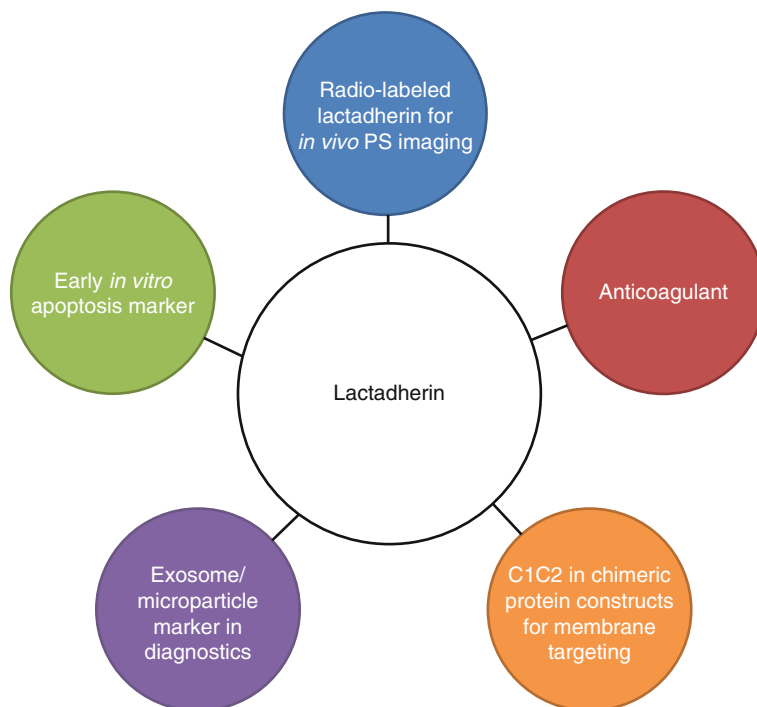 Radio-labeled
lactadherin for
in vivo PS imaging
Early in vitro
apoptosis marker
Anticoagulant
Lactadherin
Exosome/
microparticle
marker in
diagnostics
C1C2 in chimeric
protein constructs
for membrane
targeting